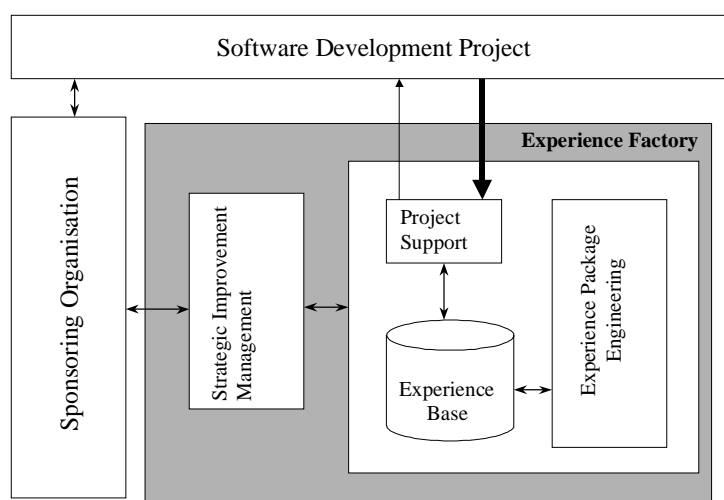 Software Development Project
Experience Factory
Sponsoring Organisation
Strategic Improvement
Management
Project
Support
Experience
Base
Experience Package
Engineering